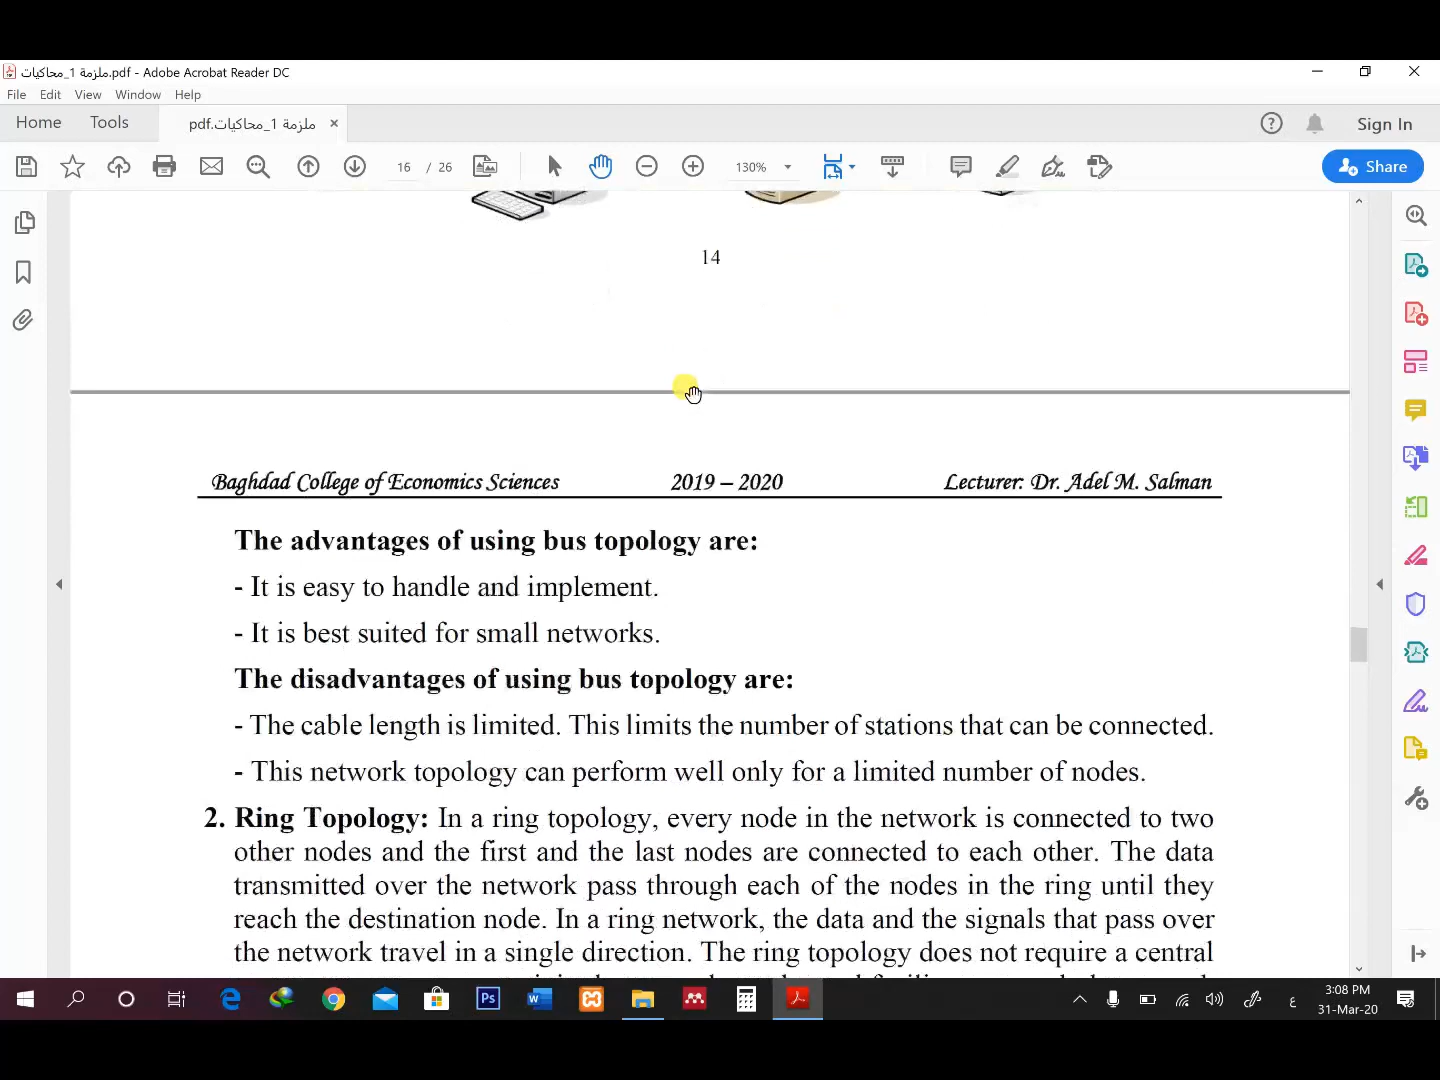 ملزمة 1_محاكيات.pdf - Adobe Acrobat Reader DC
File Edit View Window Help
Home Tools ملزمة 1_محاكيات.pdf × Sign In
16 / 26 130% Share
14
Baghdad College of Economics Sciences 2019 – 2020 Lecturer: Dr. Adel M. Salman
The advantages of using bus topology are:
- It is easy to handle and implement.
- It is best suited for small networks.
The disadvantages of using bus topology are:
- The cable length is limited. This limits the number of stations that can be connected.
- This network topology can perform well only for a limited number of nodes.
2. Ring Topology: In a ring topology, every node in the network is connected to two
other nodes and the first and the last nodes are connected to each other. The data
transmitted over the network pass through each of the nodes in the ring until they
reach the destination node. In a ring network, the data and the signals that pass over
the network travel in a single direction. The ring topology does not require a central
Ps W ع 3:08 PM
31-Mar-20